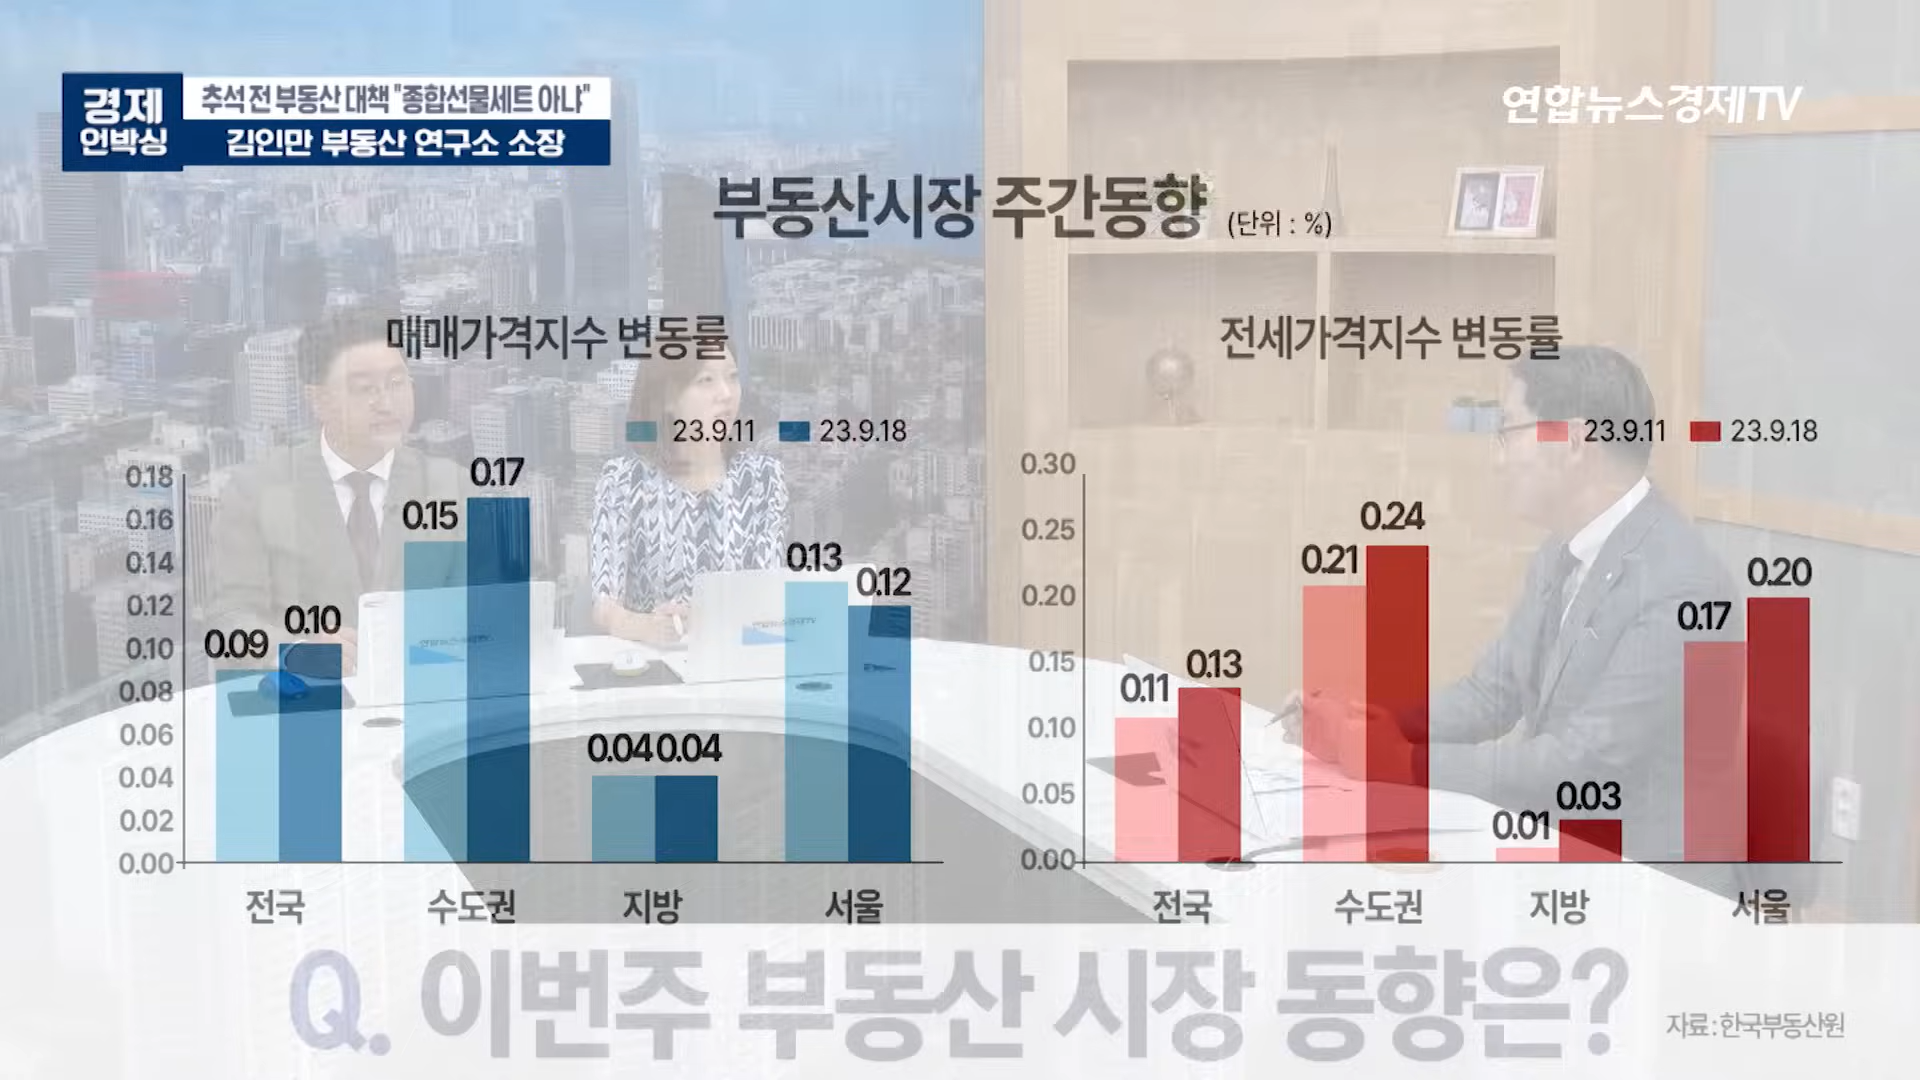 경제
언박싱
추석 전 부동산 대책 "종합선물세트 아냐"
김인만 부동산 연구소 소장
연합뉴스경제TV
부동산시장 주간동향 (단위 : %)
매매가격지수 변동률
23.9.11 23.9.18
0.18
0.16
0.14
0.12
0.10
0.08
0.06
0.04
0.02
0.00
0.09 0.10
0.15 0.17
0.04 0.04
0.13 0.12
전국 수도권 지방 서울
전세가격지수 변동률
23.9.11 23.9.18
0.30
0.25
0.20
0.15
0.10
0.05
0.00
0.11 0.13
0.21 0.24
0.01 0.03
0.17 0.20
전국 수도권 지방 서울
Q. 이번주 부동산 시장 동향은?
자료 : 한국부동산원